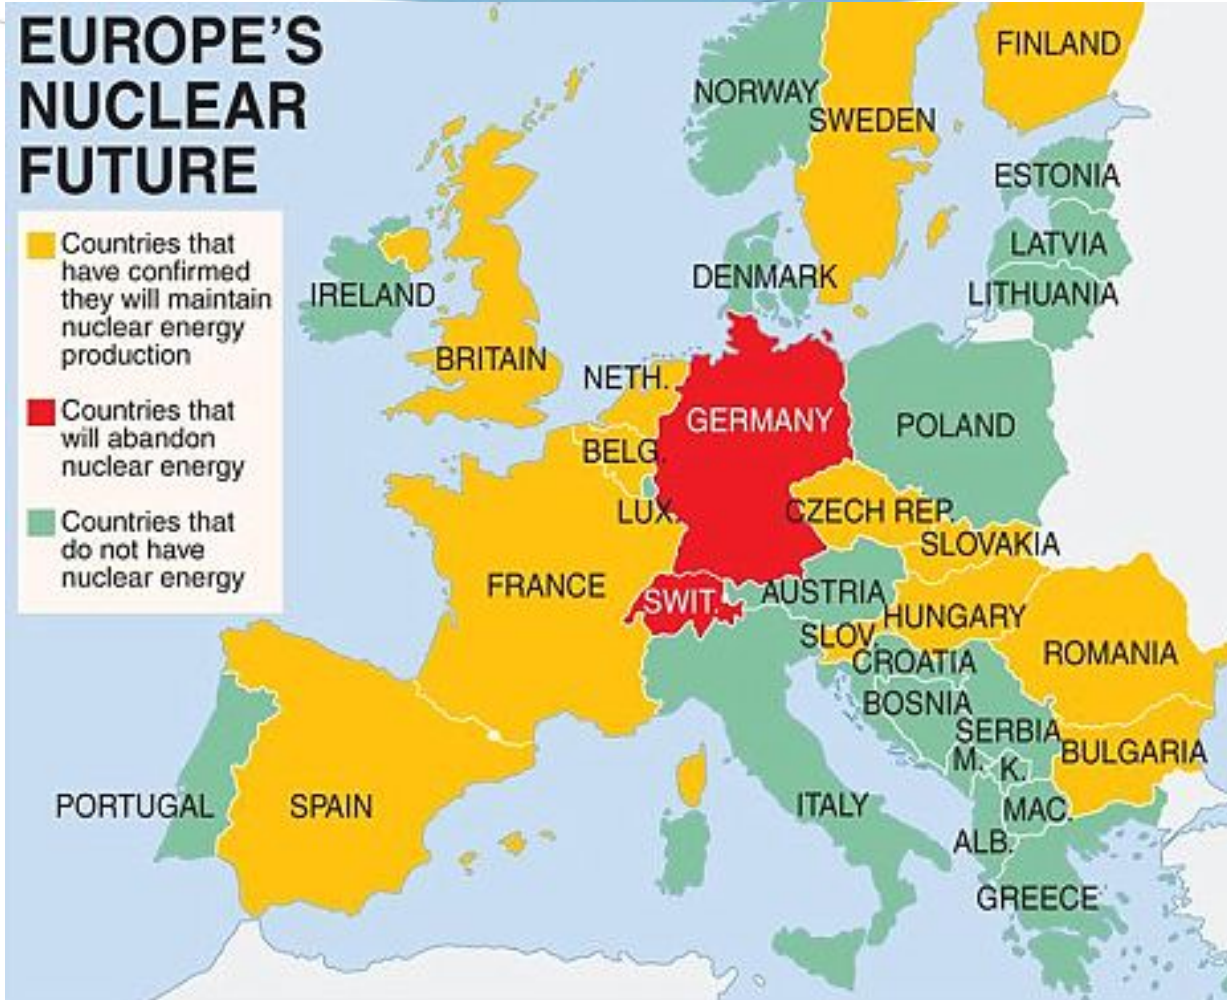 EUROPE'S
NUCLEAR
FUTURE
Countries that
have confirmed
they will maintain
nuclear energy
production
Countries that
will abandon
nuclear energy
Countries that
do not have
nuclear energy
FINLAND
NORWAY
SWEDEN
ESTONIA
LATVIA
LITHUANIA
DENMARK
IRELAND
BRITAIN
NETH.
GERMANY
POLAND
BELG.
LUX.
CZECH REP.
SLOVAKIA
FRANCE
SWIT.
AUSTRIA
HUNGARY
SLOV.
CROATIA
ROMANIA
BOSNIA
SERBIA
BULGARIA
M.
K.
PORTUGAL
SPAIN
ITALY
MAC.
ALB.
GREECE